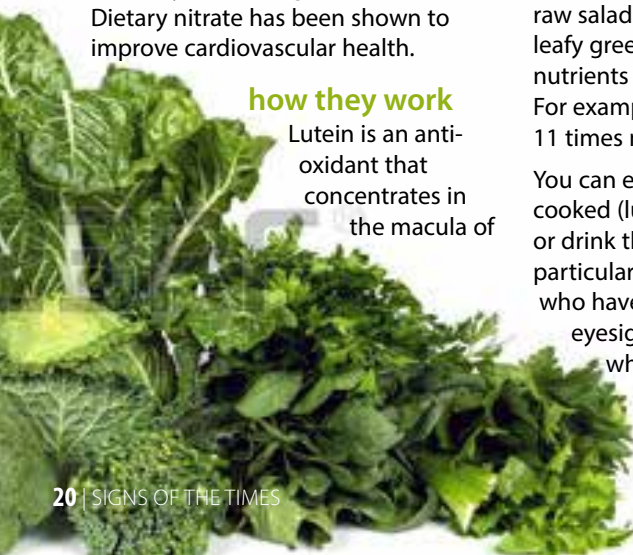 Dietary nitrate has been shown to
improve cardiovascular health.
how they work
Lutein is an anti-
oxidant that
concentrates in
the macula of
raw salad
leafy gree
nutrients
For examp
11 times
You can e
cooked (lu
or drink th
particular
who have
eyesig
wh
20 | SIGNS OF THE TIMES